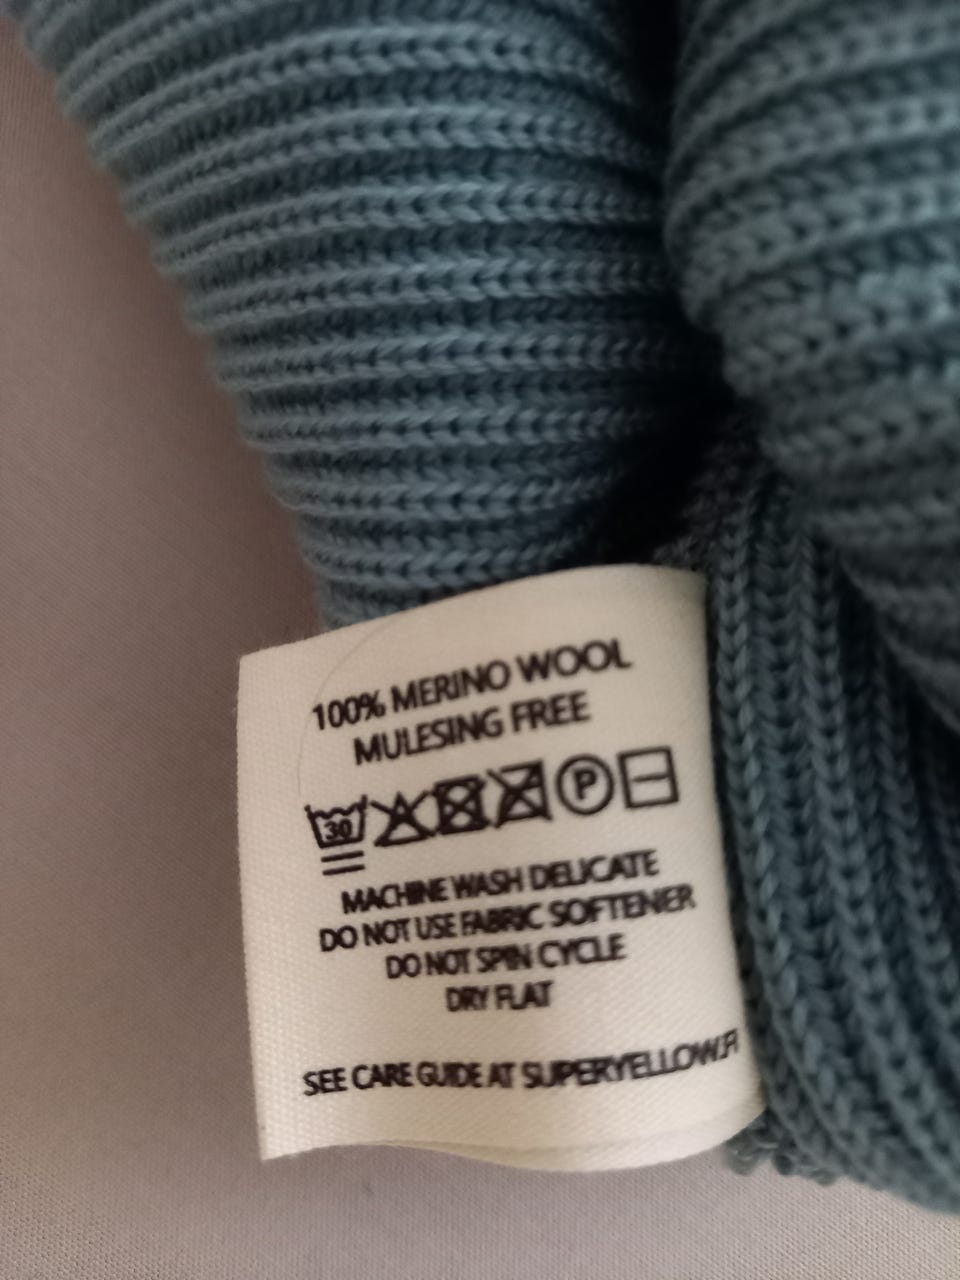 100% MERINO WOOL
MULESING FREE
30 P
MACHINE WASH DELICATE
DO NOT USE FABRIC SOFTENER
DO NOT SPIN CYCLE
DRY FLAT
SEE CARE GUIDE AT SUPERYELLOW.FI